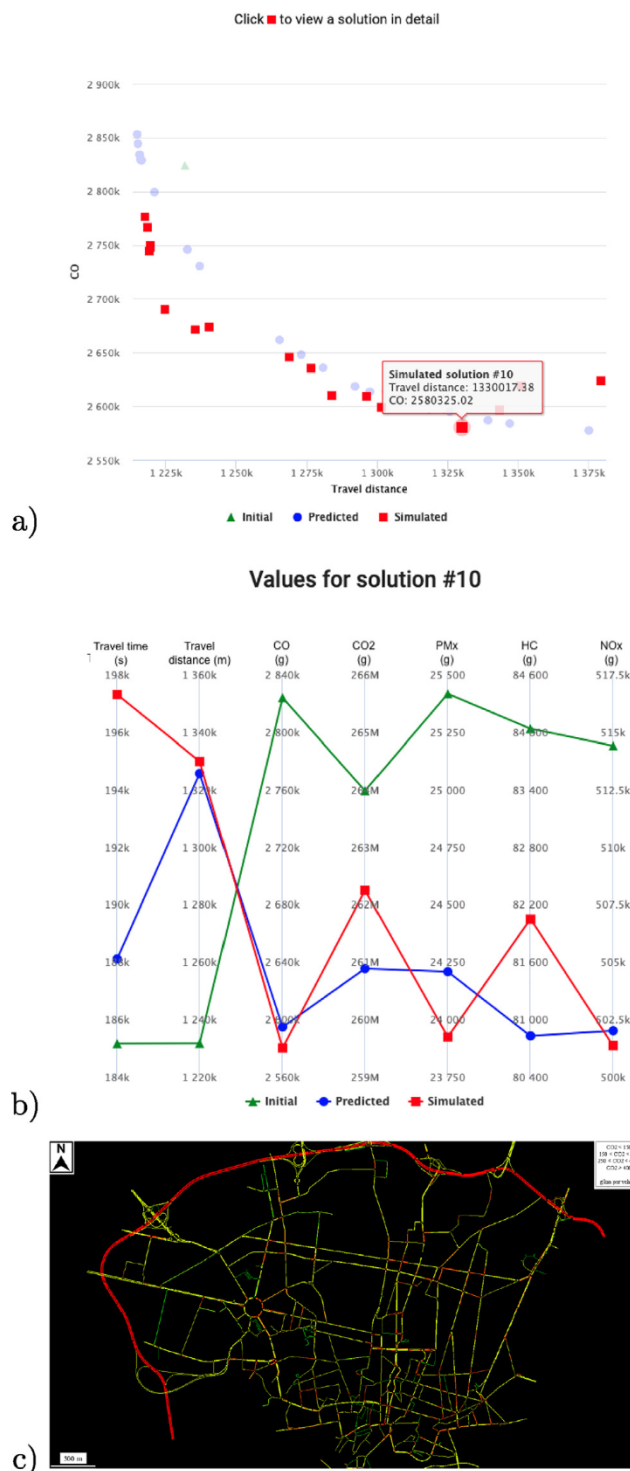 Click ■ to view a solution in detail
2 900k
2 850k
2 800k
2 750k
2 700k
2 650k
2 600k
2 550k
CO
Simulated solution #10
Travel distance: 1330017.38
CO: 2580325.02
1 225k 1 250k 1 275k 1 300k 1 325k 1 350k 1 375k
Travel distance
Initial Predicted Simulated
a)
Values for solution #10
Travel time (s) Travel distance (m) CO (g) CO2 (g) PMx (g) HC (g) NOx (g)
198k 1 360k 2 840k 266M 25 500 84 600 517.5k
196k 1 340k 2 800k 265M 25 250 515k
194k 2 760k 25 000 83 400 512.5k
192k 1 300k 2 720k 263M 24 750 82 800 510k
190k 1 280k 2 680k 262M 24 500 82 200 507.5k
1 260k 2 640k 261M 24 250 81 600 505k
186k 1 240k 260M 24 000 81 000 502.5k
184k 1 220k 2 560k 259M 23 750 80 400 500k
Initial Predicted Simulated
b)
N
500 m
c)